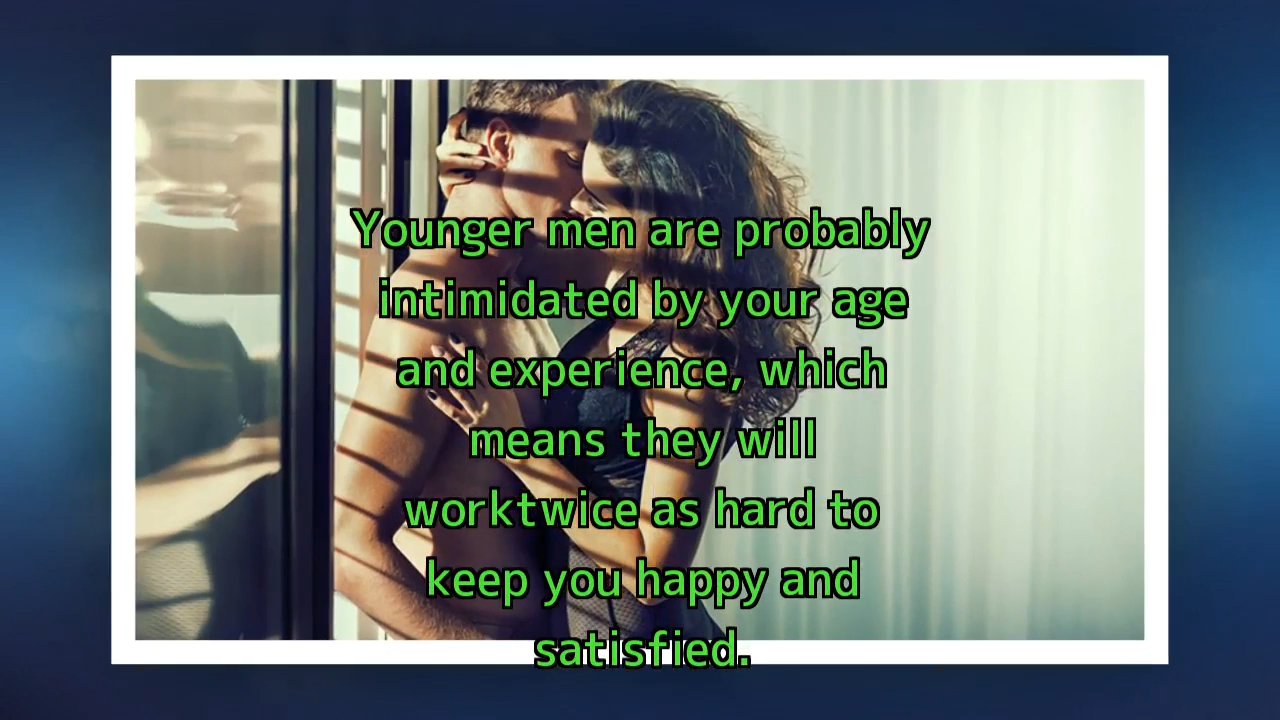 Younger men are probably
intimidated by your age
and experience, which
means they will
worktwice as hard to
keep you happy and
satisfied.